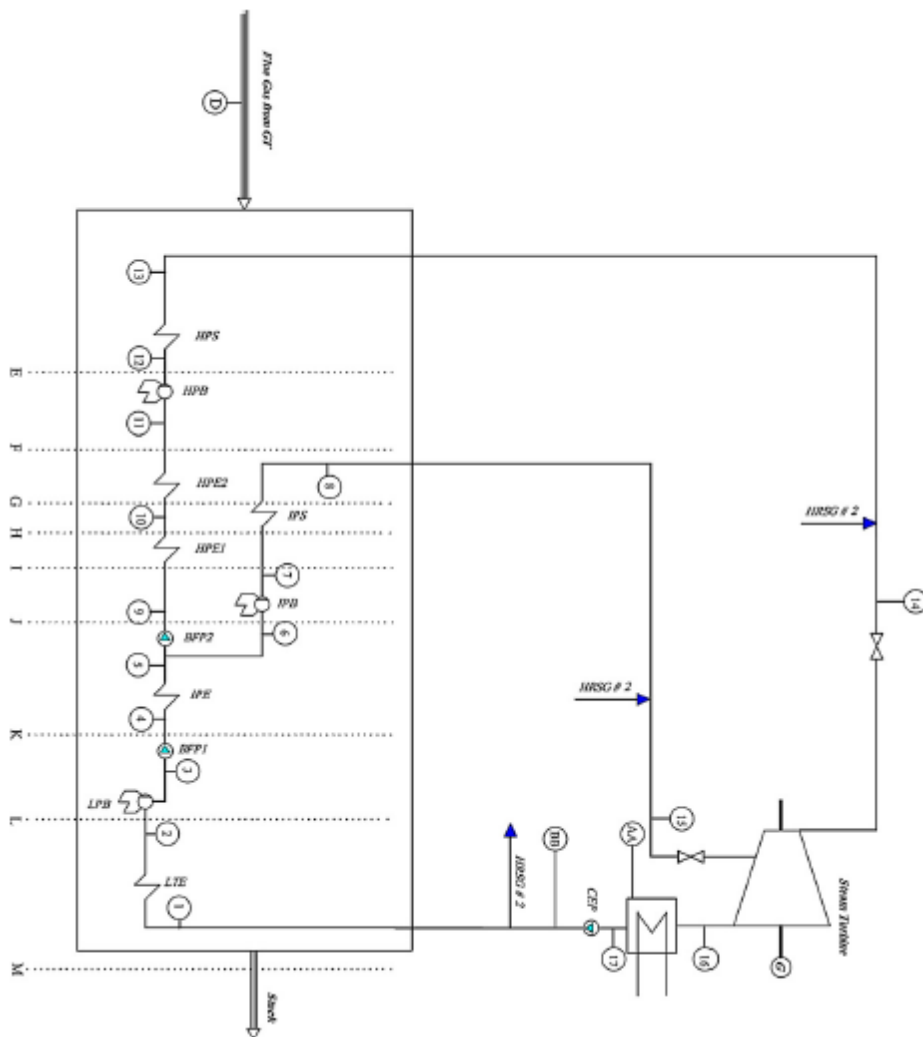 Flue Gas from GT
D
13
HPS
12
E
HPB
11
F
8
HPE2
G
IPS
10
HRSG # 2
H
HPE1
I
7
14
IPB
9
J
6
BFP2
5
IPE
HRSG # 2
4
K
BFP1
3
LPB
L
15
2
BB
AA
HRSG # 2
LTE
CEP
Steam Turbine
1
17
16
G
M
Stack